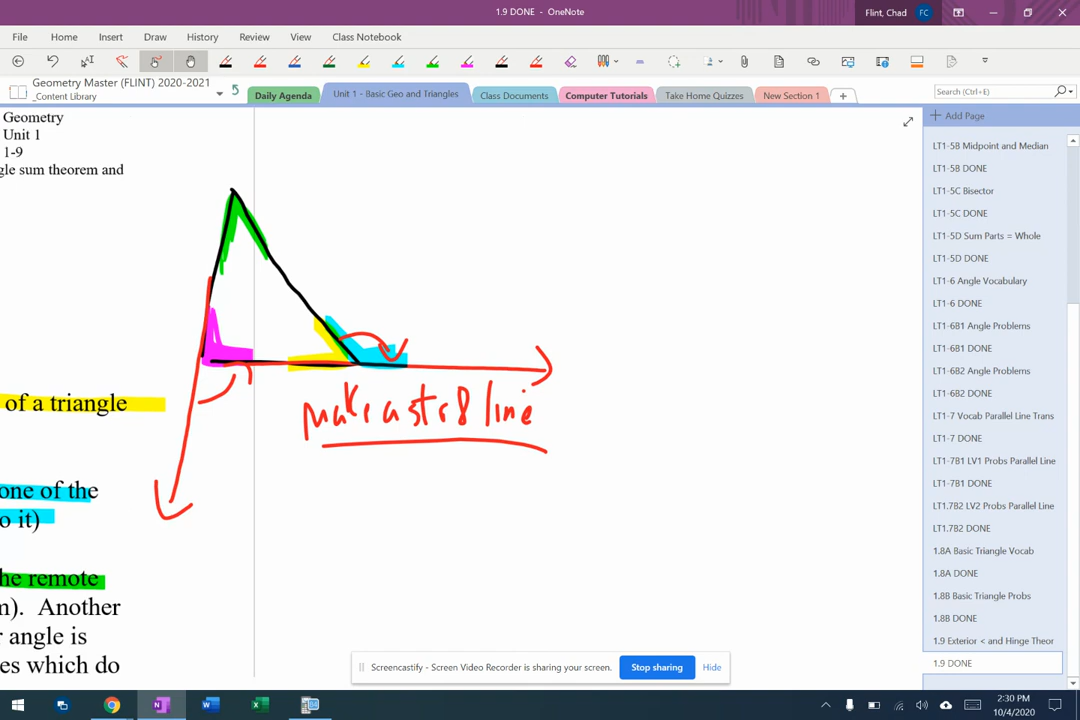 1.9 DONE - OneNote
Flint, Chad FC
File Home Insert Draw History Review View Class Notebook
Geometry Master (FLINT) 2020-2021
_Content Library
Daily Agenda Unit 1 - Basic Geo and Triangles Class Documents Computer Tutorials Take Home Quizzes New Section 1
Search (Ctrl+E)
Add Page
LT1-5B Midpoint and Median
LT1-5B DONE
LT1-5C Bisector
LT1-5C DONE
LT1-5D Sum Parts = Whole
LT1-5D DONE
LT1-6 Angle Vocabulary
LT1-6 DONE
LT1-6B1 Angle Problems
LT1-6B1 DONE
LT1-6B2 Angle Problems
LT1-6B2 DONE
LT1-7 Vocab Parallel Line Trans
LT1-7 DONE
LT1-7B1 LV1 Probs Parallel Line
LT1-7B1 DONE
LT1.7B2 LV2 Probs Parallel Line
LT1.7B2 DONE
1.8A Basic Triangle Vocab
1.8A DONE
1.8B Basic Triangle Probs
1.8B DONE
1.9 Exterior < and Hinge Theor
1.9 DONE
Geometry
Unit 1
1-9
gle sum theorem and
make a str8 line
of a triangle
one of the
o it)
he remote
m). Another
r angle is
es which do
Screencastify - Screen Video Recorder is sharing your screen. Stop sharing Hide
2:30 PM
10/4/2020